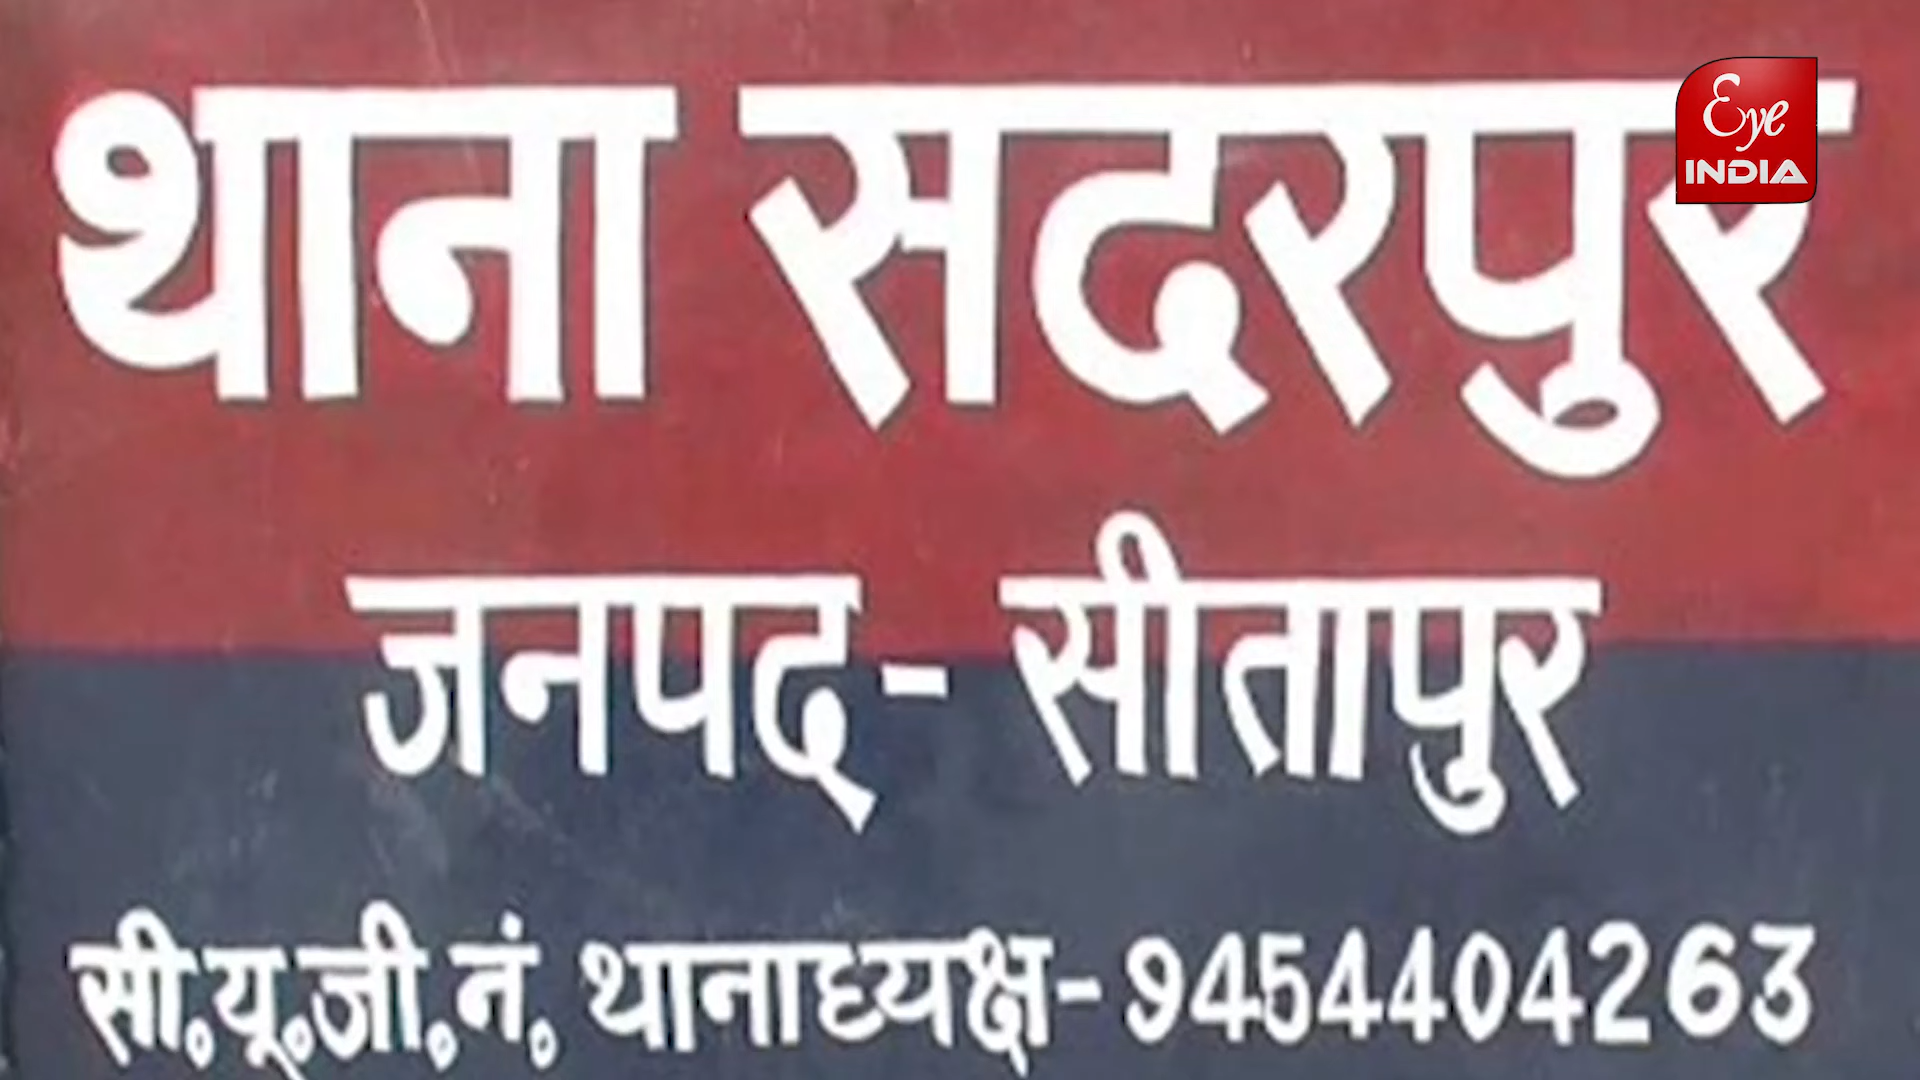 थाना सदरपुर
Eye
INDIA
जनपद - सीतापुर
सी.यू.जी.नं. थानाध्यक्ष - 9454404263